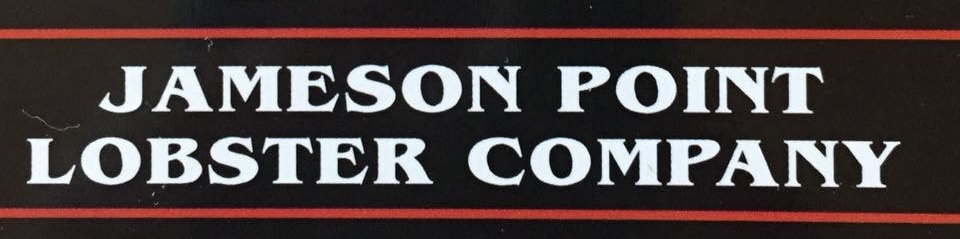 JAMESON POINT
LOBSTER COMPANY